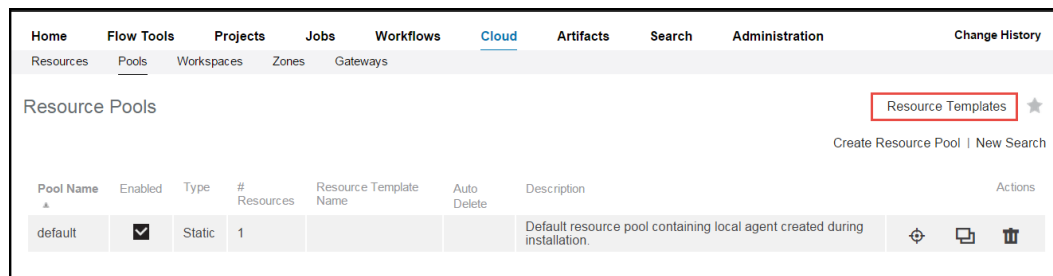 Home Flow Tools Projects Jobs Workflows Cloud Artifacts Search Administration Change History
Resources Pools Workspaces Zones Gateways
Resource Pools Resource Templates
Create Resource Pool | New Search
Pool Name Enabled Type # Resources Resource Template Name Auto Delete Description Actions
default Static 1 Default resource pool containing local agent created during
installation.